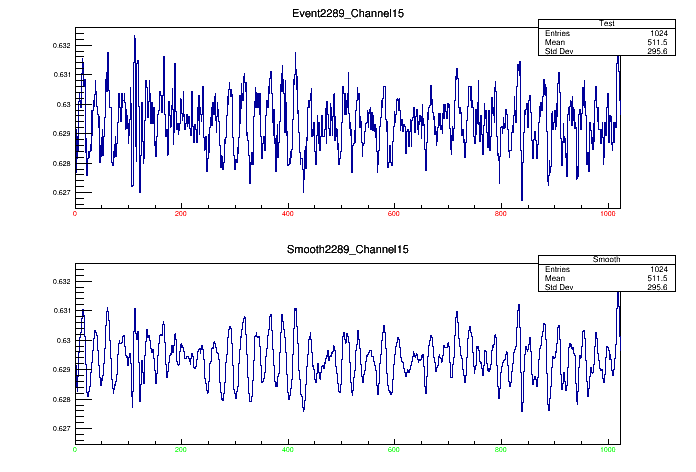 Event2289_Channel15
Test
Entries 1024
Mean 511.5
Std Dev 295.6
0.632
0.631
0.63
0.629
0.628
0.627
0 200 400 600 800 1000
Smooth2289_Channel15
Smooth
Entries 1024
Mean 511.5
Std Dev 295.6
0.632
0.631
0.63
0.629
0.628
0.627
0 200 400 600 800 1000